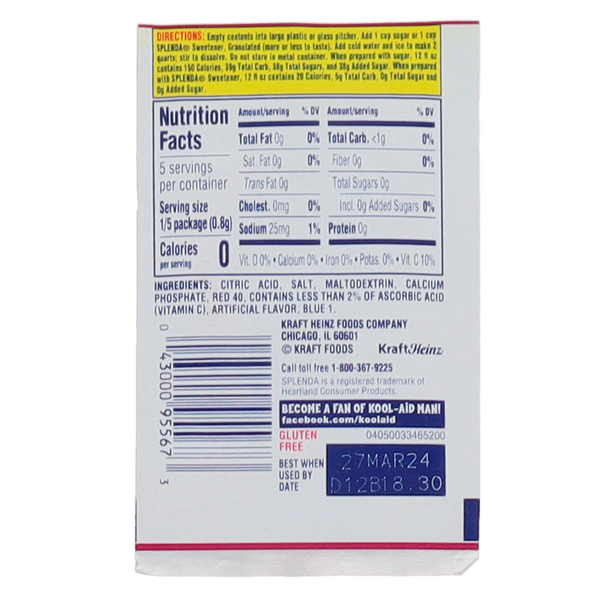 DIRECTIONS: Empty contents into large plastic or glass pitcher. Add 1 cup sugar or 1 cup
SPLENDA® Sweetener, Granulated (more or less to taste). Add cold water and ice to make 2
quarts; stir to dissolve. Do not store in metal container. When prepared with sugar, 12 fl oz
contains 150 Calories, 39g Total Carb, 38g Total Sugars, and 38g Added Sugar. When prepared
with SPLENDA® Sweetener, 12 fl oz contains 20 Calories, 5g Total Carb, 0g Total Sugar and
0g Added Sugar.
Nutrition
Facts
5 servings
per container
Serving size
1/5 package (0.8g)
Calories
per serving
0
Amount/serving % DV
Total Fat 0g 0%
Sat. Fat 0g 0%
Trans Fat 0g
Cholest. 0mg 0%
Sodium 25mg 1%
Amount/serving % DV
Total Carb. <1g 0%
Fiber 0g 0%
Total Sugars 0g
Incl. 0g Added Sugars 0%
Protein 0g
Vit. D 0% • Calcium 0% • Iron 0% • Potas. 0% • Vit. C 10%
INGREDIENTS: CITRIC ACID, SALT, MALTODEXTRIN, CALCIUM
PHOSPHATE, RED 40, CONTAINS LESS THAN 2% OF ASCORBIC ACID
(VITAMIN C), ARTIFICIAL FLAVOR, BLUE 1.
0 43000 95567 3
KRAFT HEINZ FOODS COMPANY
CHICAGO, IL 60601
© KRAFT FOODS KraftHeinz
Call toll free 1-800-367-9225
SPLENDA is a registered trademark of
Heartland Consumer Products.
BECOME A FAN OF KOOL-AID MAN!
facebook.com/koolaid
GLUTEN
FREE
04050033465200
BEST WHEN
USED BY
DATE
27MAR24
D12B18.30